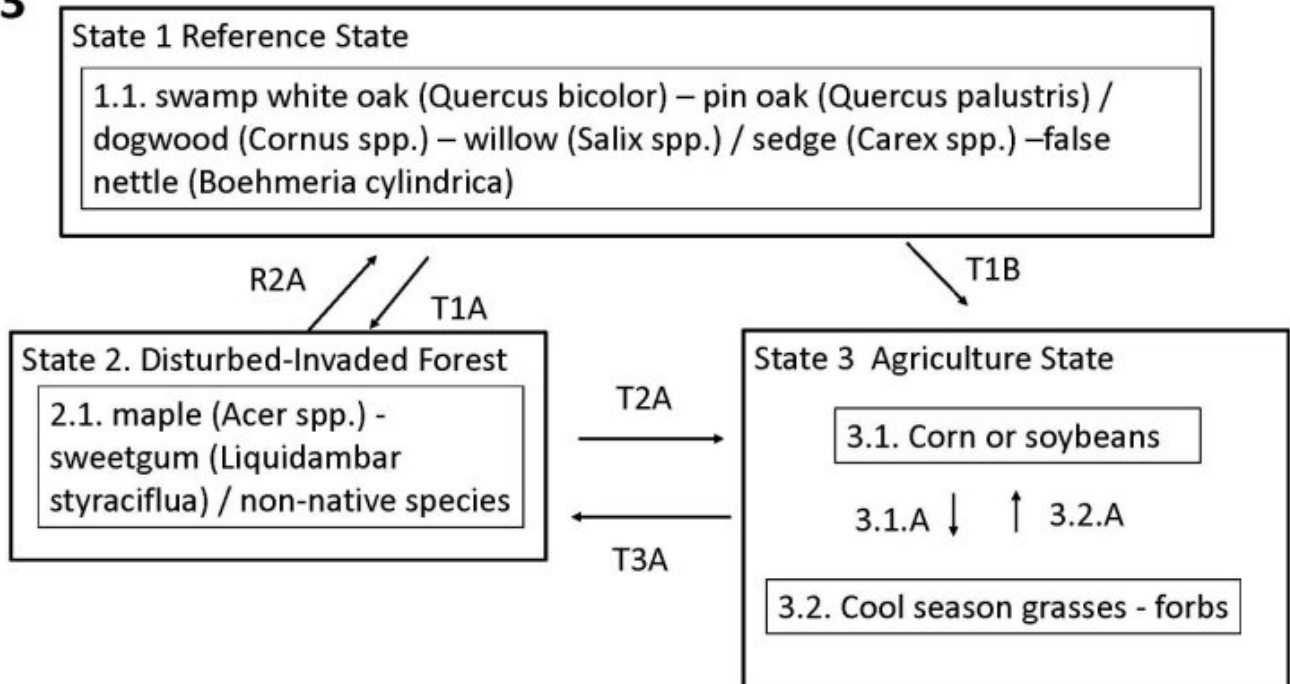 State 1 Reference State
1.1. swamp white oak (Quercus bicolor) – pin oak (Quercus palustris) /
dogwood (Cornus spp.) – willow (Salix spp.) / sedge (Carex spp.) –false
nettle (Boehmeria cylindrica)
R2A
T1A
T1B
State 2. Disturbed-Invaded Forest
2.1. maple (Acer spp.) -
sweetgum (Liquidambar
styraciflua) / non-native species
T2A
T3A
State 3  Agriculture State
3.1. Corn or soybeans
3.1.A
3.2.A
3.2. Cool season grasses - forbs